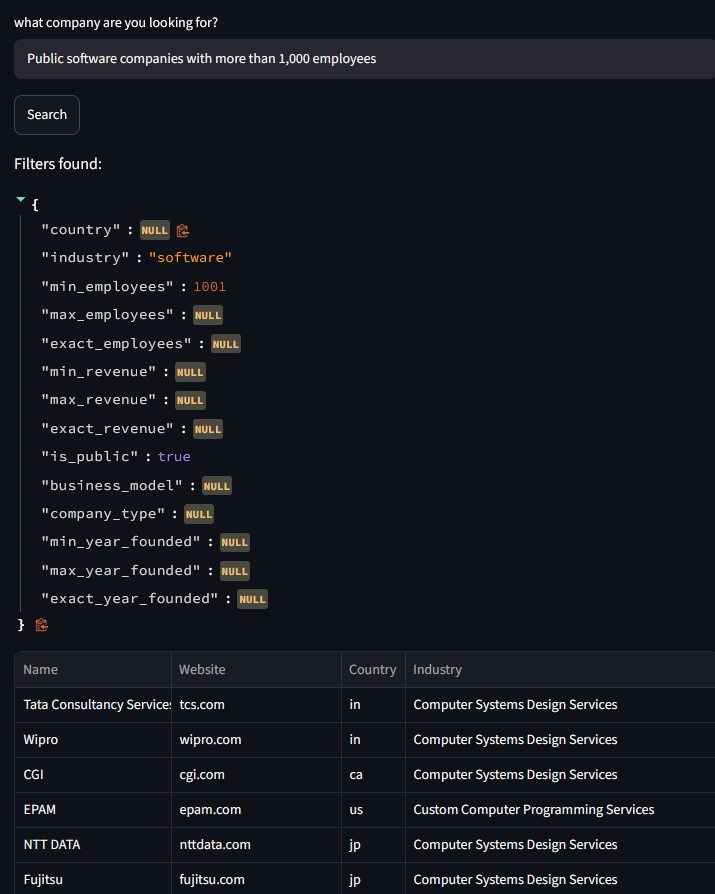 what company are you looking for?
Public software companies with more than 1,000 employees
Search
Filters found:
{
"country" : NULL
"industry" : "software"
"min_employees" : 1001
"max_employees" : NULL
"exact_employees" : NULL
"min_revenue" : NULL
"max_revenue" : NULL
"exact_revenue" : NULL
"is_public" : true
"business_model" : NULL
"company_type" : NULL
"min_year_founded" : NULL
"max_year_founded" : NULL
"exact_year_founded" : NULL
}
Name Website Country Industry
Tata Consultancy Services tcs.com in Computer Systems Design Services
Wipro wipro.com in Computer Systems Design Services
CGI cgi.com ca Computer Systems Design Services
EPAM epam.com us Custom Computer Programming Services
NTT DATA nttdata.com jp Computer Systems Design Services
Fujitsu fujitsu.com jp Computer Systems Design Services